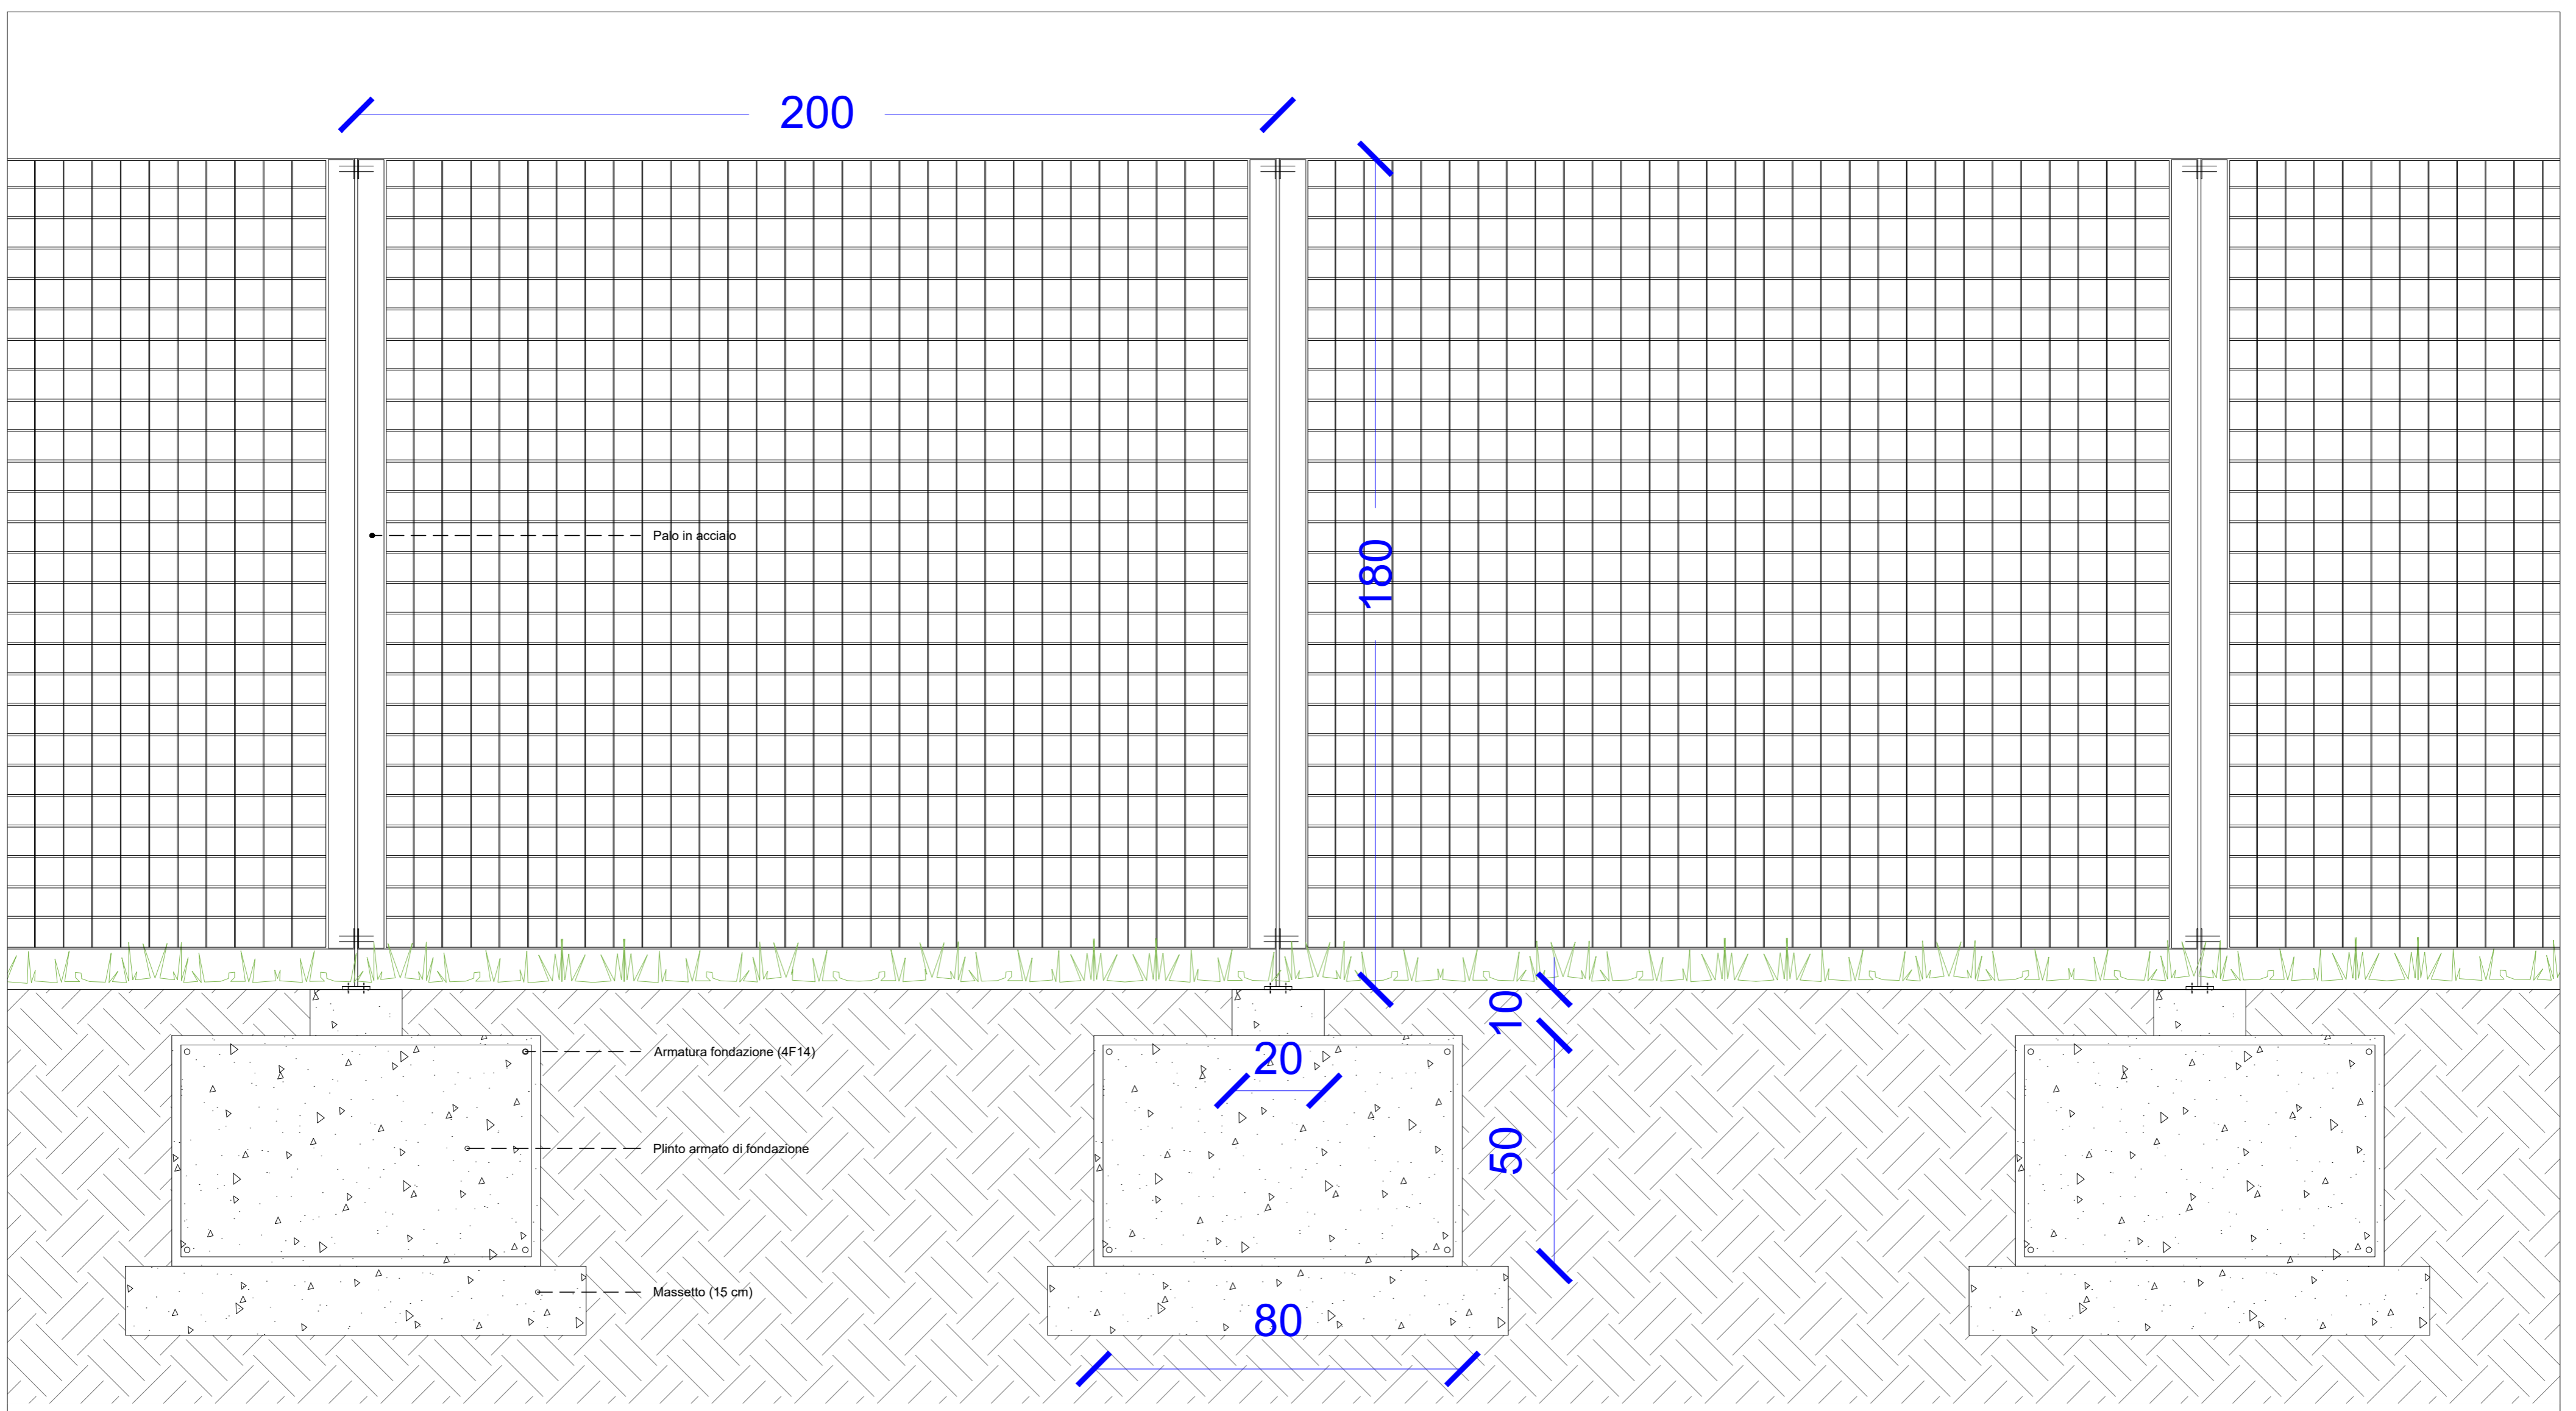 200
180
Palo in acciaio
10
Armatura fondazione (4F14)
20
50
Plinto armato di fondazione
Massetto (15 cm)
80